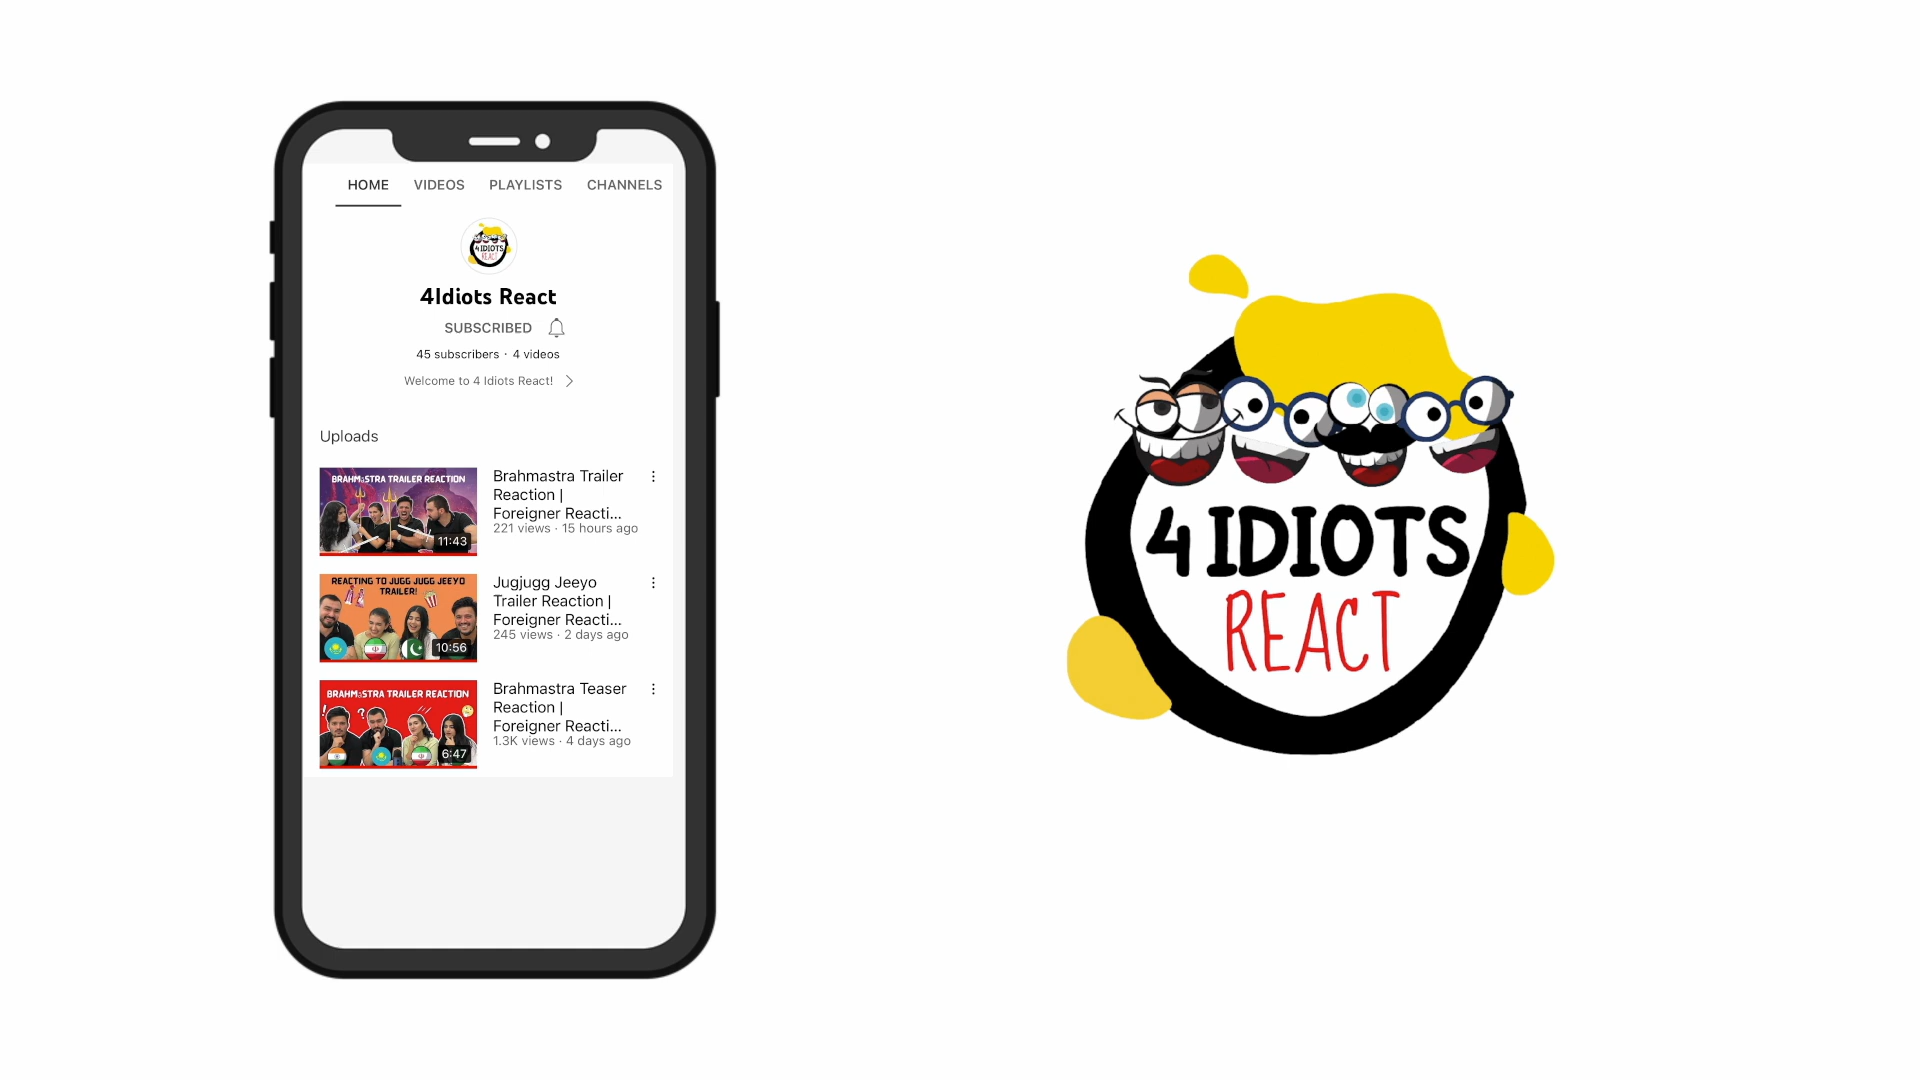 HOME VIDEOS PLAYLISTS CHANNELS
4 IDIOTS
REACT
4Idiots React
SUBSCRIBED
45 subscribers · 4 videos
Welcome to 4 Idiots React!
Uploads
BRAHMaSTRA TRAILER REACTION
11:43
Brahmastra Trailer
Reaction |
Foreigner Reacti...
221 views · 15 hours ago
REACTING TO JUGG JUGG JEEYO
TRAILER!
10:56
Jugjugg Jeeyo
Trailer Reaction |
Foreigner Reacti...
245 views · 2 days ago
BRAHMaSTRA TRAILER REACTION
6:47
Brahmastra Teaser
Reaction |
Foreigner Reacti...
1.3K views · 4 days ago
4 IDIOTS
REACT